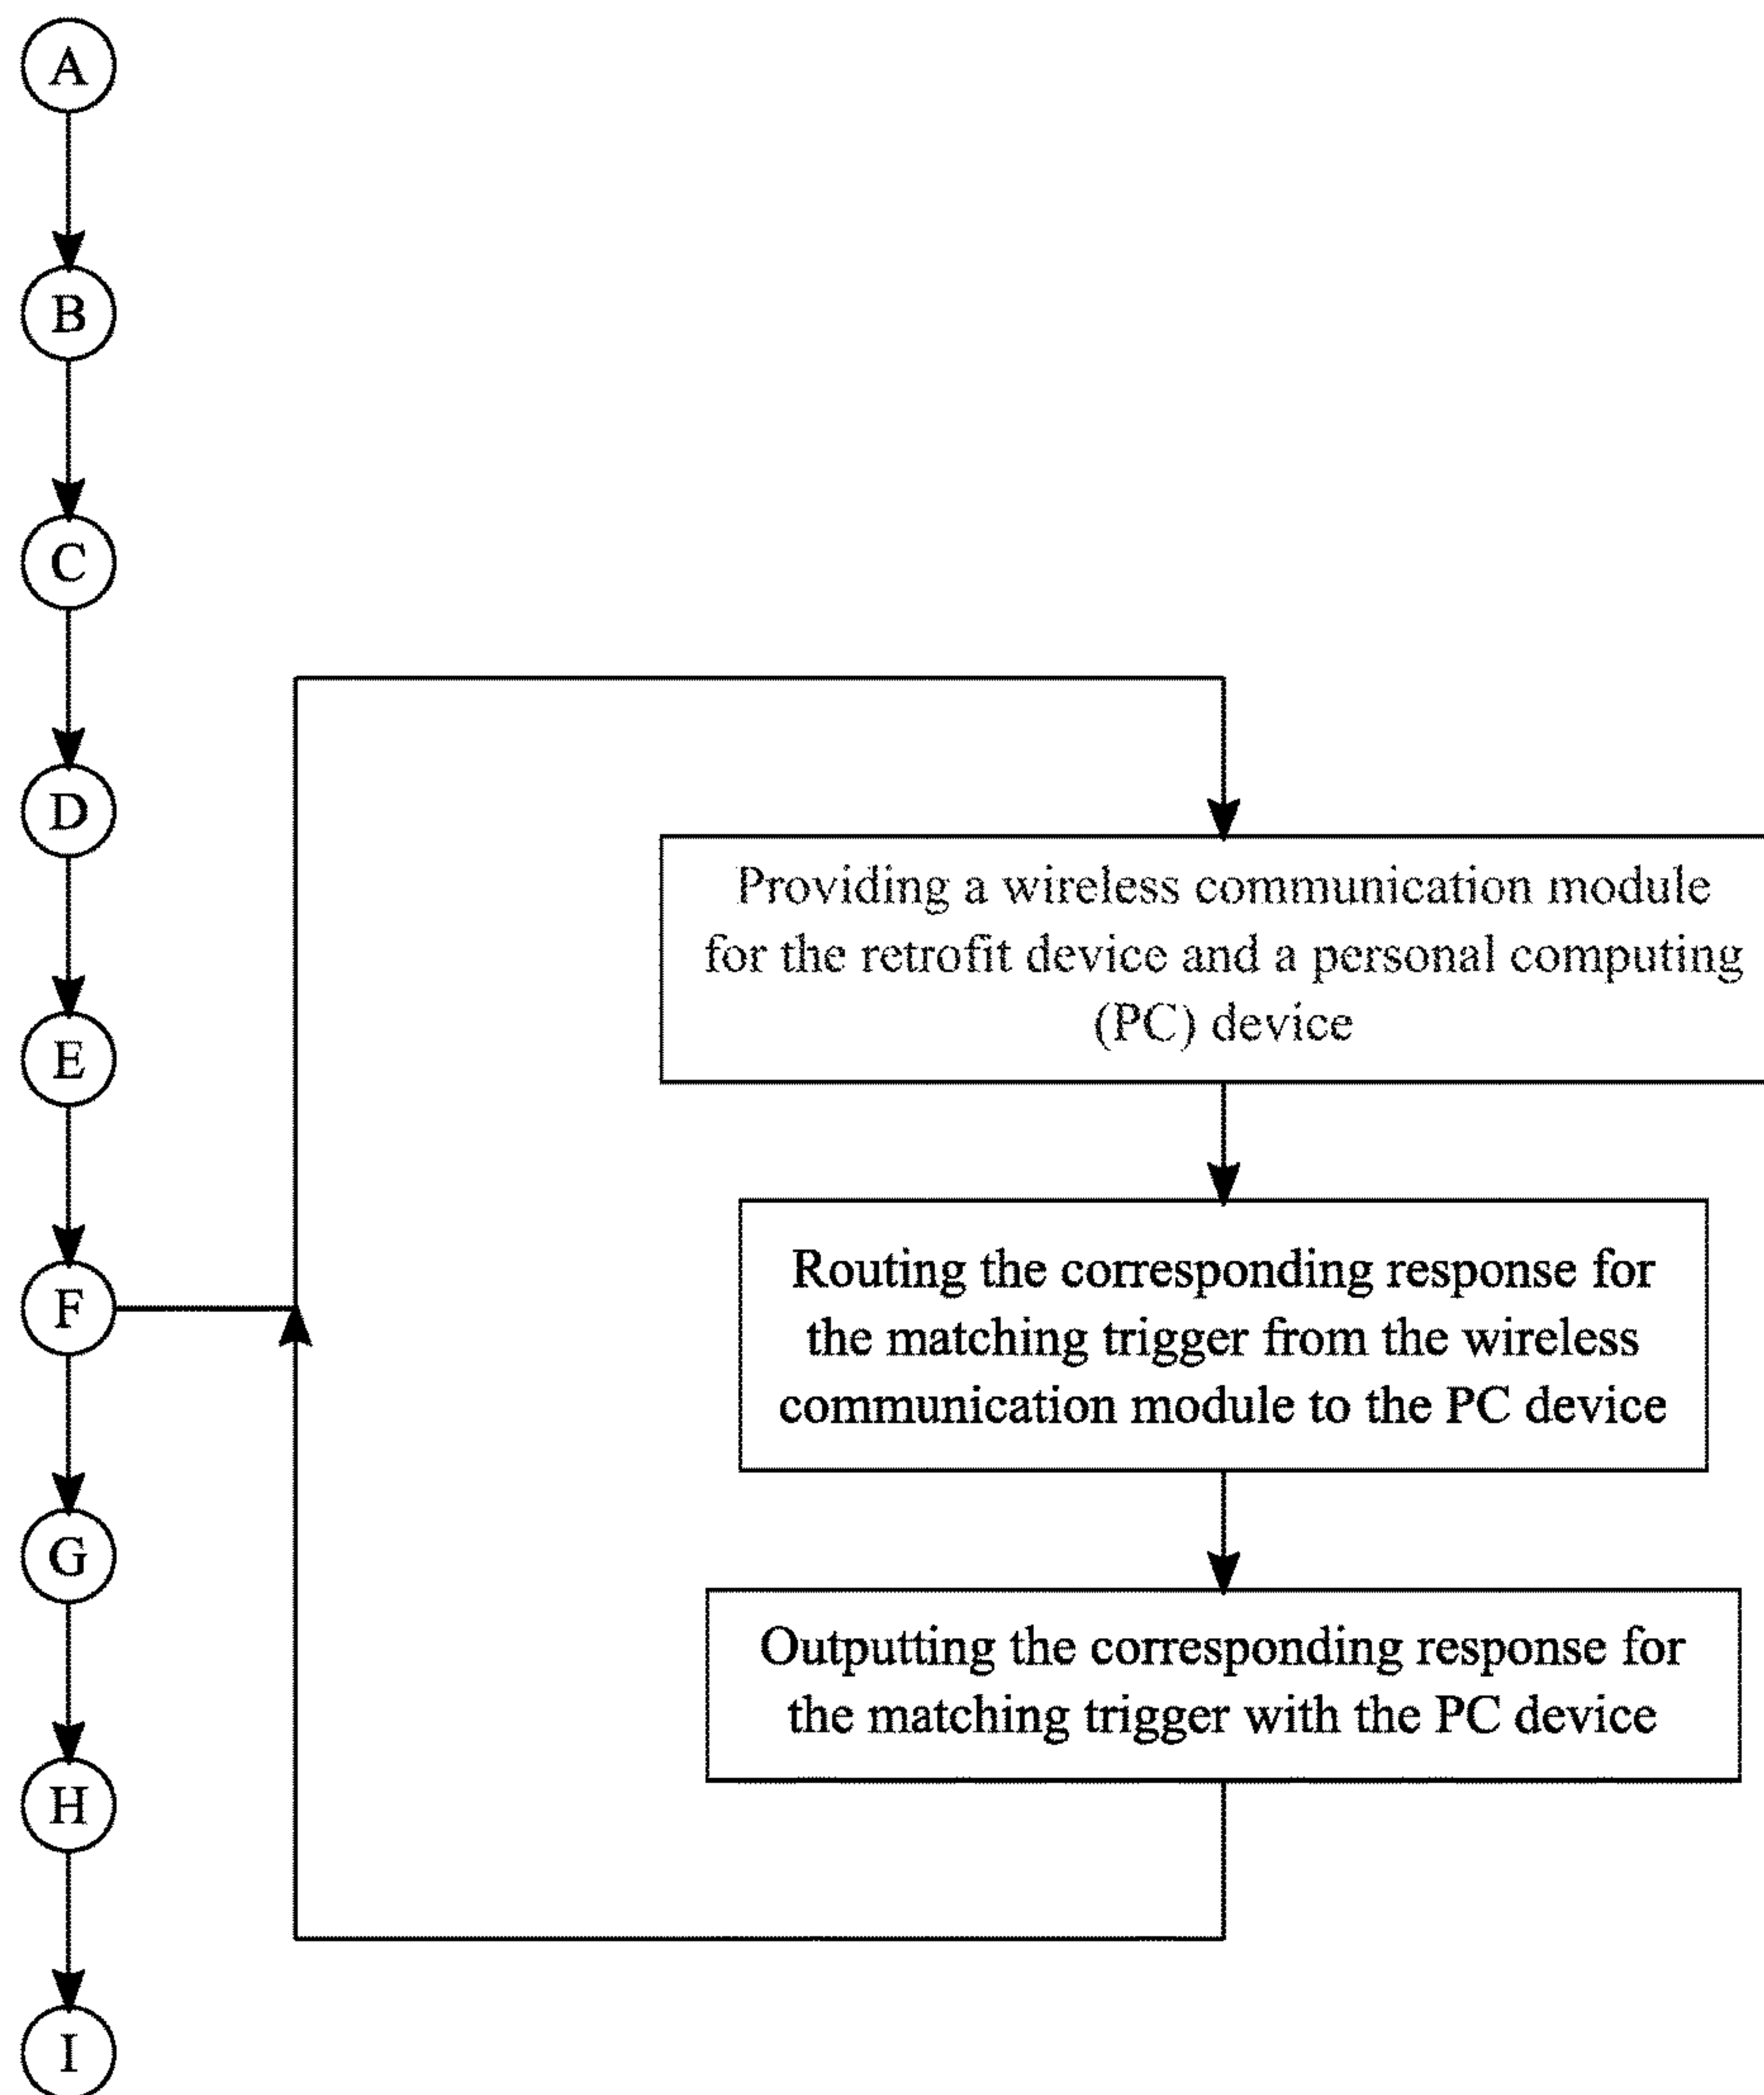 A
B
C
D
E
F
G
H
I
Providing a wireless communication module
for the retrofit device and a personal computing
(PC) device
Routing the corresponding response for
the matching trigger from the wireless
communication module to the PC device
Outputting the corresponding response for
the matching trigger with the PC device